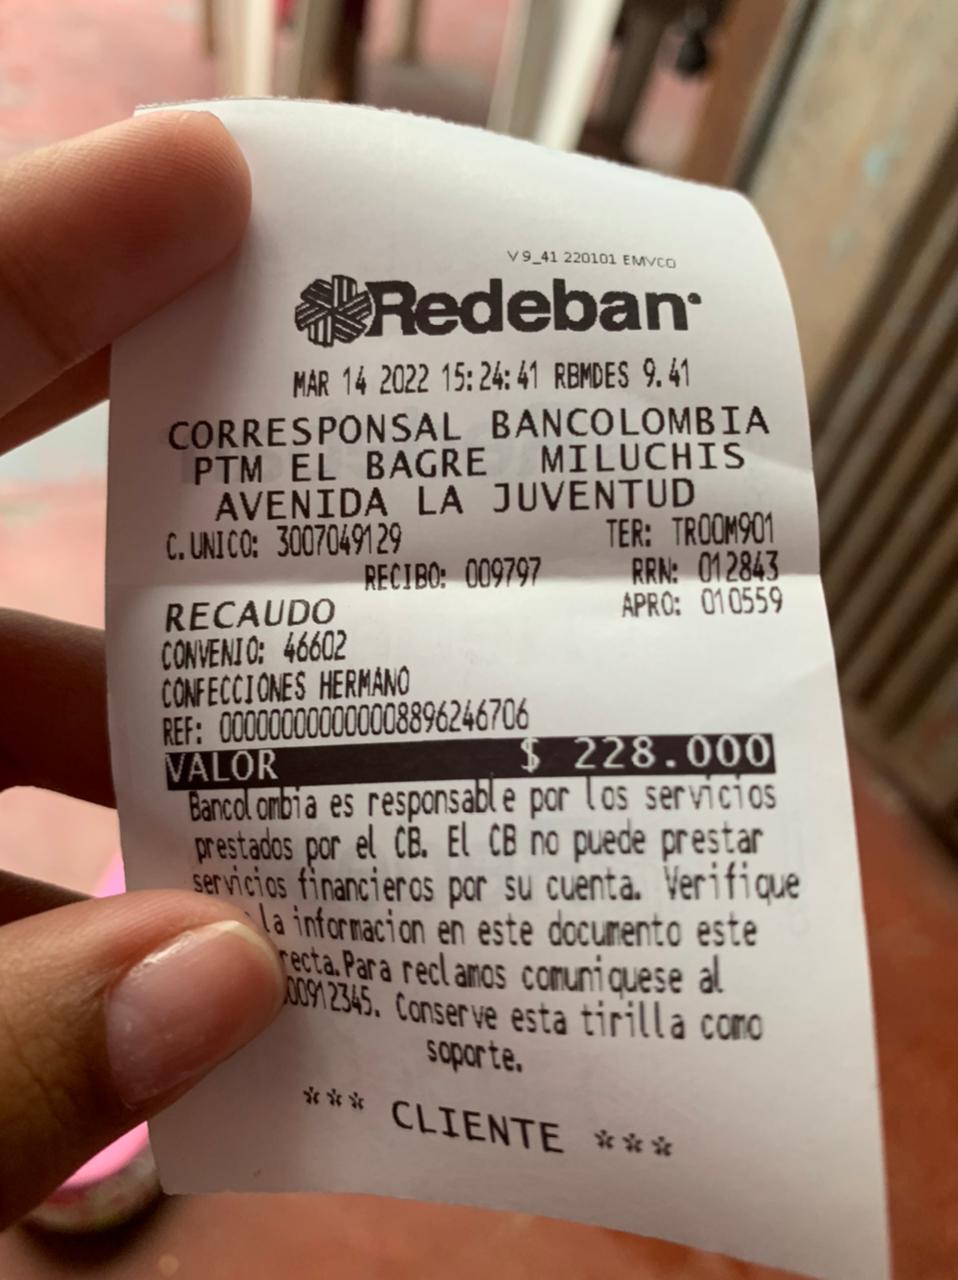 V 9_41 220101 EMVCO
Redeban
MAR 14 2022 15:24:41 RBMDES 9.41
CORRESPONSAL BANCOLOMBIA
PTM EL BAGRE MILUCHIS
AVENIDA LA JUVENTUD
C.UNICO: 3007049129 TER: TROOM901
RECIBO: 009797 RRN: 012843
RECAUDO APRO: 010559
CONVENIO: 46602
CONFECCIONES HERMANO
REF: 00000000000008896246706
VALOR $ 228.000
Bancolombia es responsable por los servicios
prestados por el CB. El CB no puede prestar
servicios financieros por su cuenta. Verifique
la informacion en este documento este
recta. Para reclamos comuniquese al
00912345. Conserve esta tirilla como
soporte.
*** CLIENTE ***